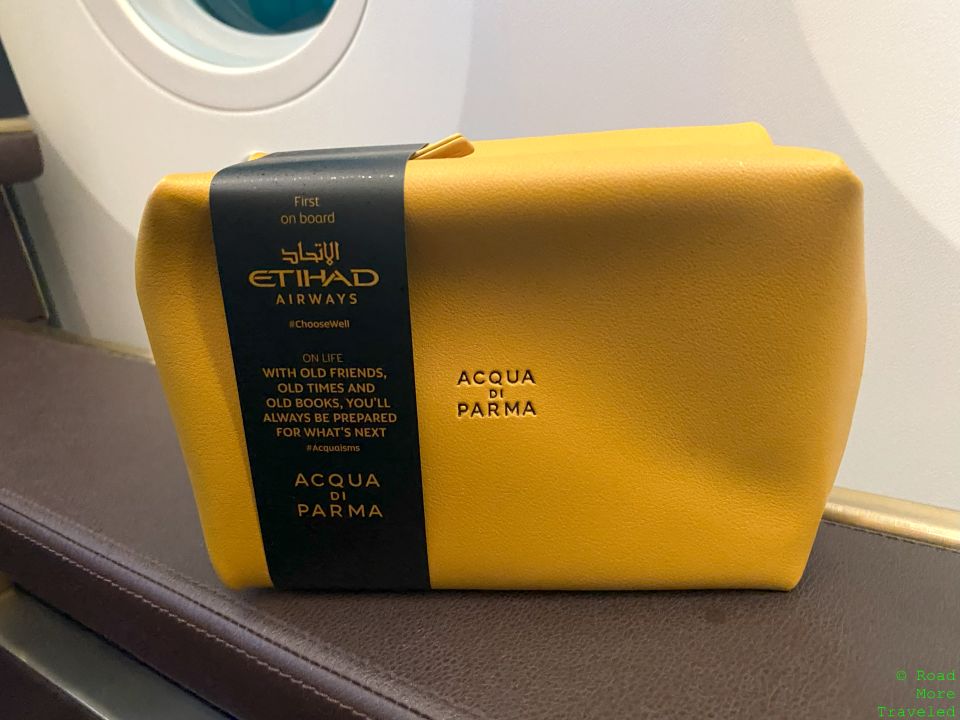 First
on board
الإتحاد
ETIHAD
AIRWAYS
#ChooseWell
ON LIFE
WITH OLD FRIENDS,
OLD TIMES AND
OLD BOOKS, YOU'LL
ALWAYS BE PREPARED
FOR WHAT'S NEXT
#Acquaisms
ACQUA
DI
PARMA
ACQUA
DI
PARMA
© Road
More
Traveled